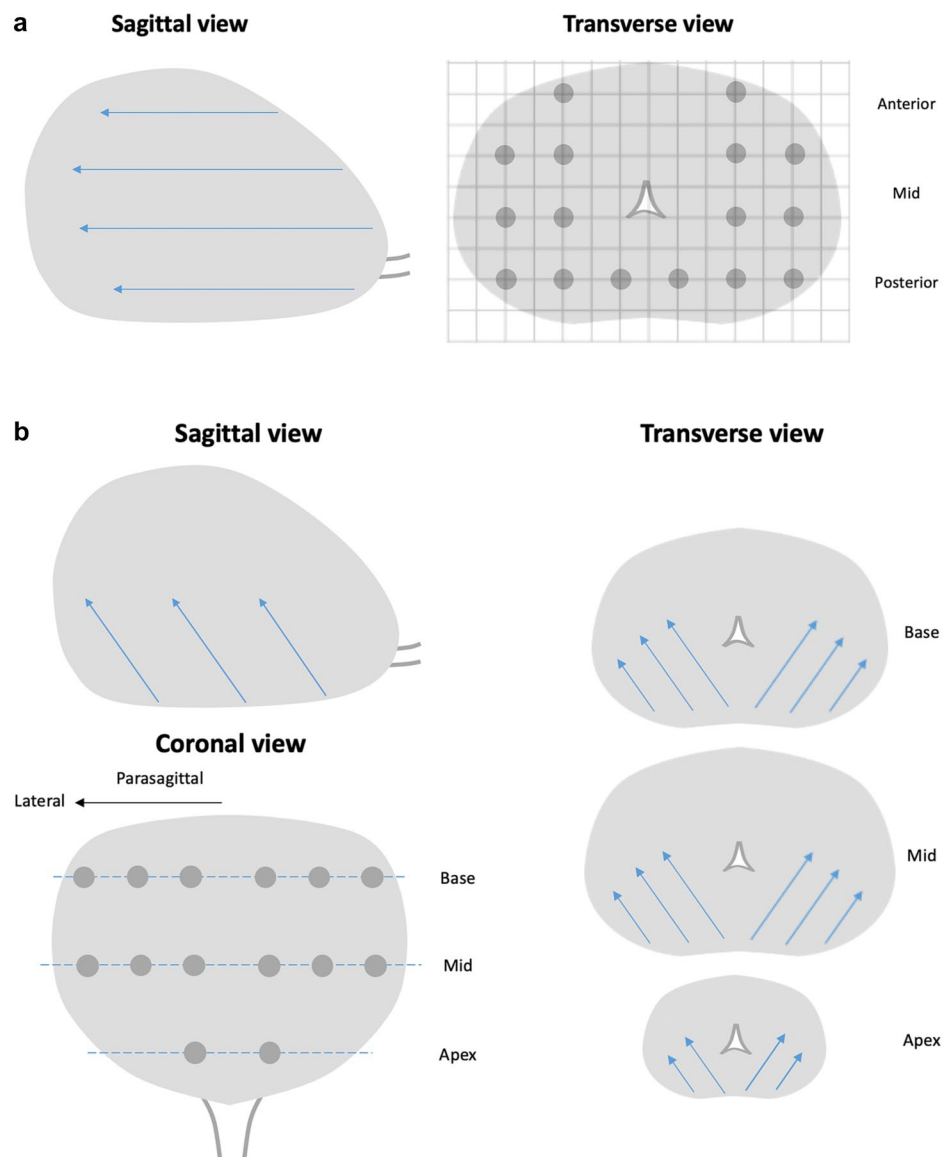 a
Sagittal view
Transverse view
Anterior
Mid
Posterior
b
Sagittal view
Transverse view
Base
Coronal view
Parasagittal
Lateral
Base
Mid
Mid
Apex
Apex